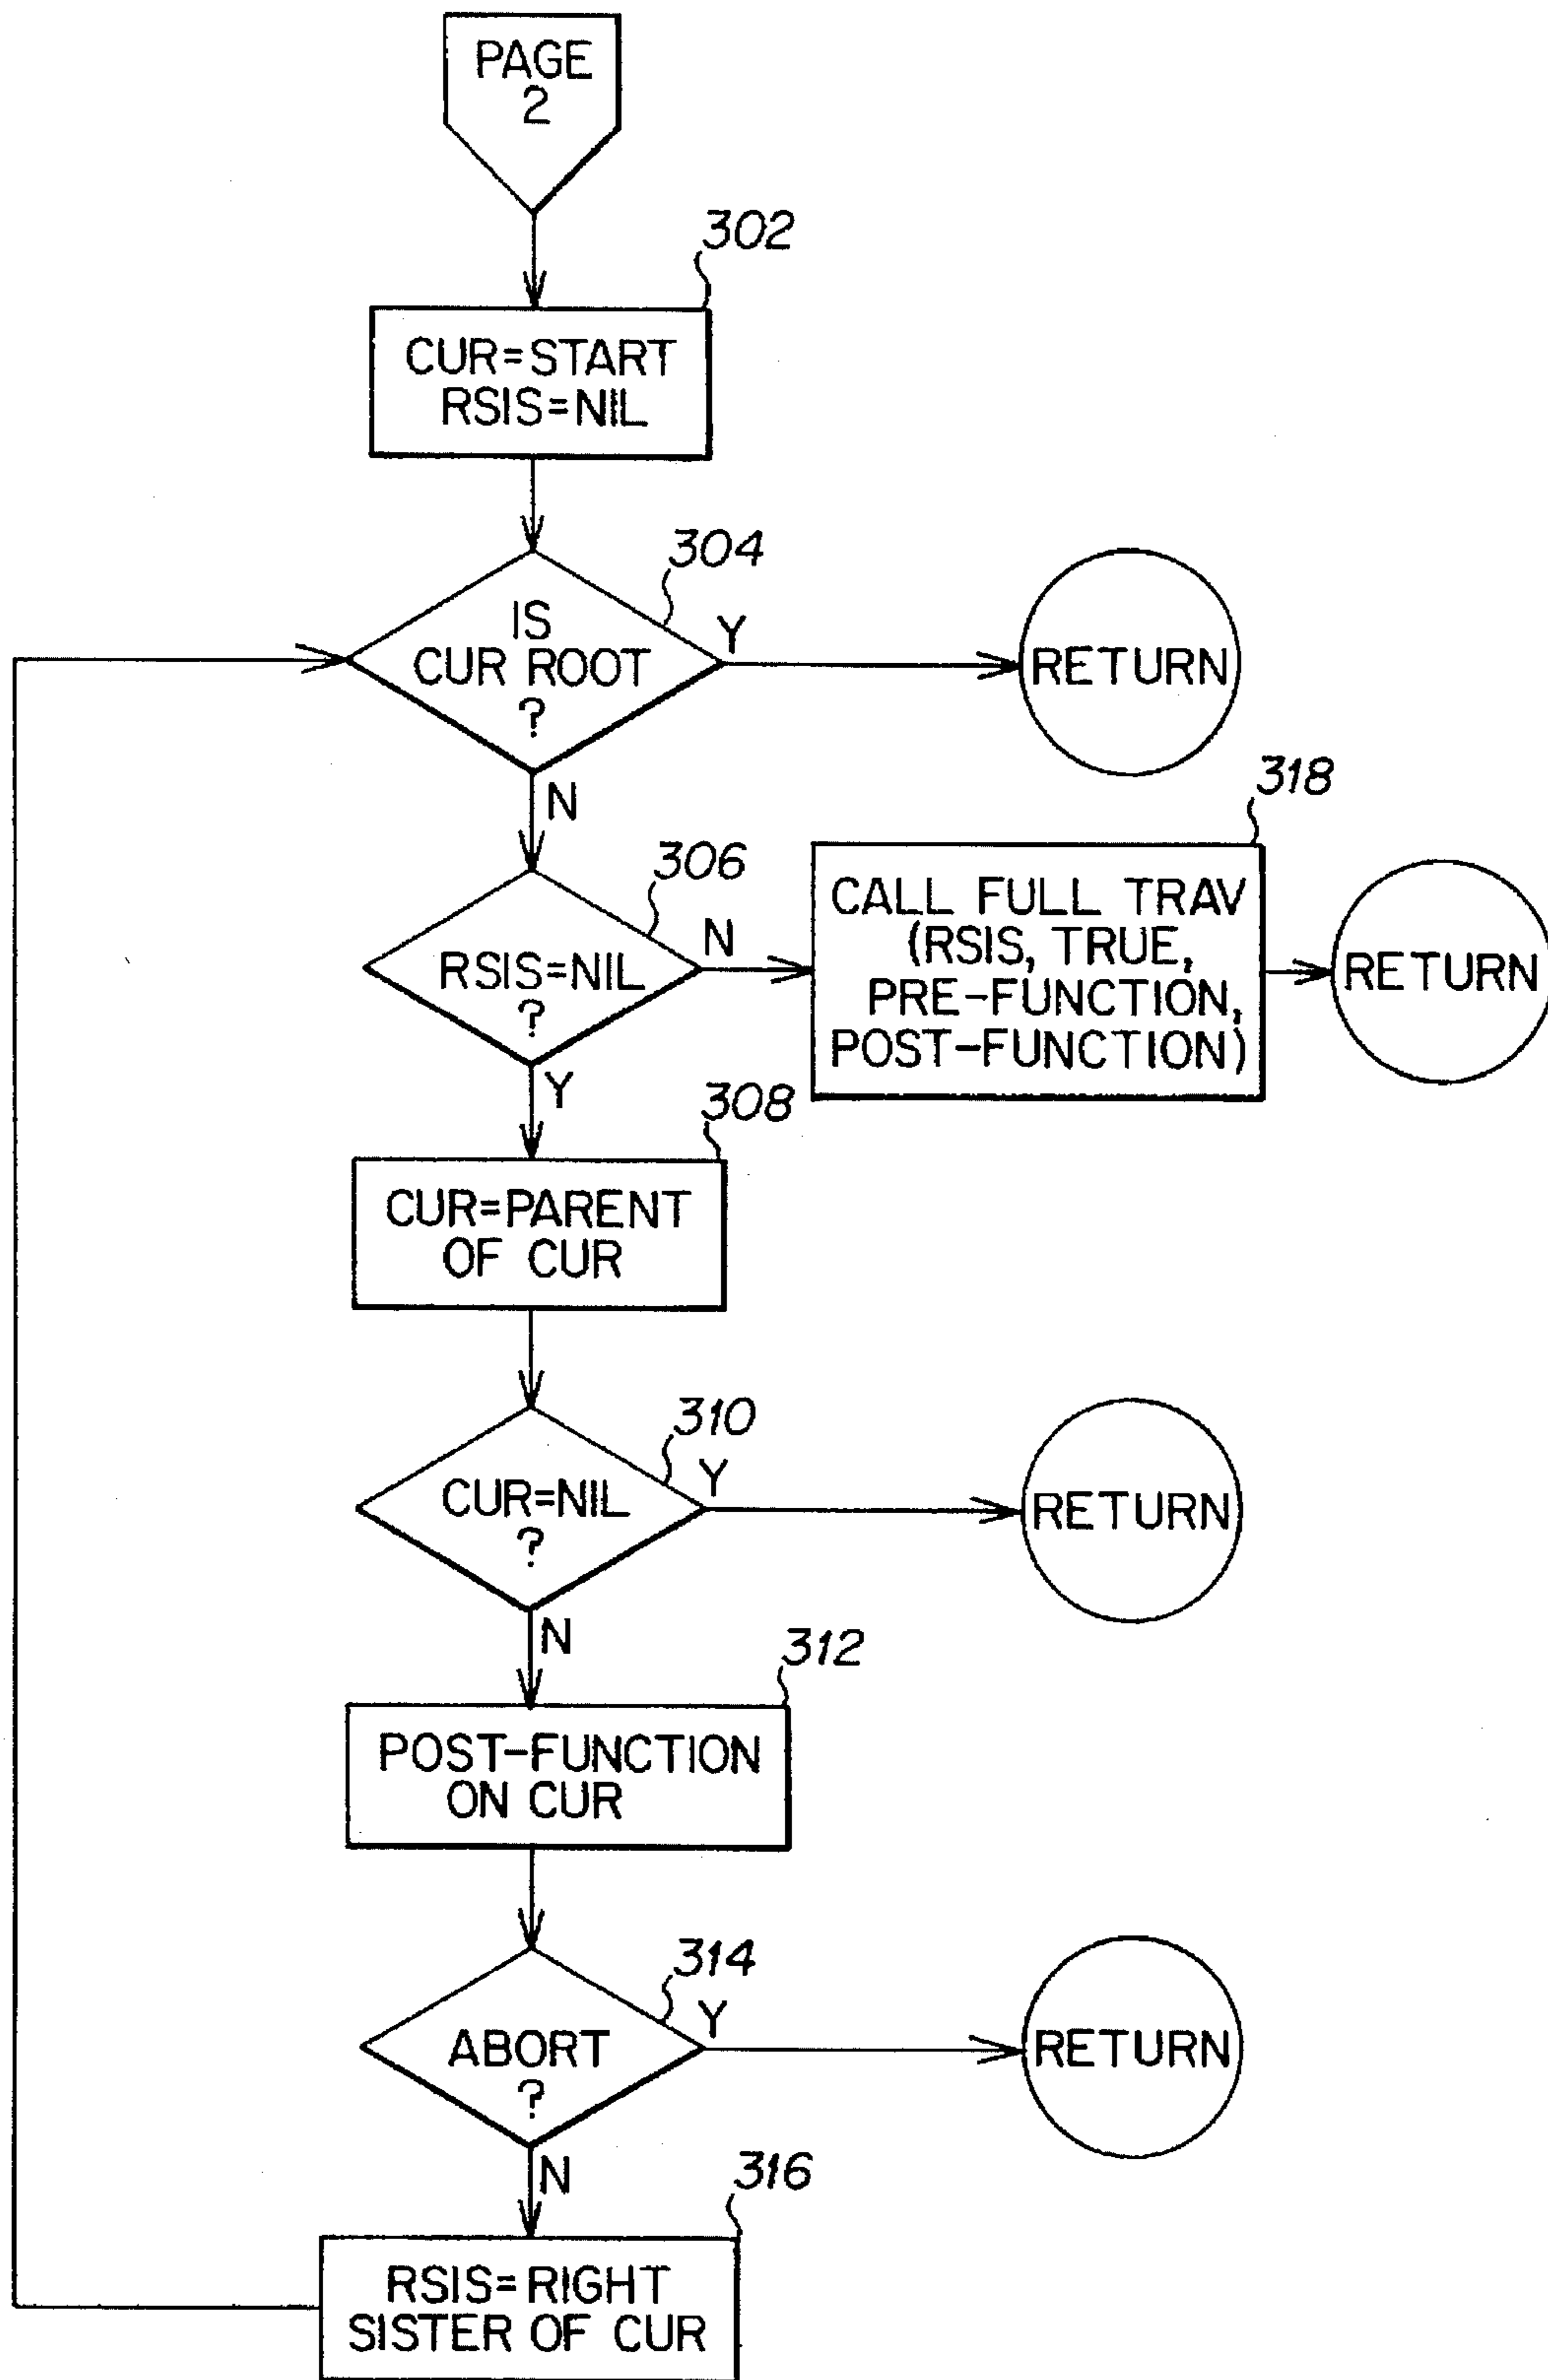 PAGE
2
302
CUR=START
RSIS=NIL
304
IS
CUR ROOT
?
Y
RETURN
N
318
306
RSIS=NIL
?
N
CALL FULL TRAV
(RSIS, TRUE,
PRE-FUNCTION,
POST-FUNCTION)
RETURN
Y
308
CUR=PARENT
OF CUR
310
CUR=NIL
?
Y
RETURN
N
312
POST-FUNCTION
ON CUR
314
ABORT
?
Y
RETURN
N
316
RSIS=RIGHT
SISTER OF CUR